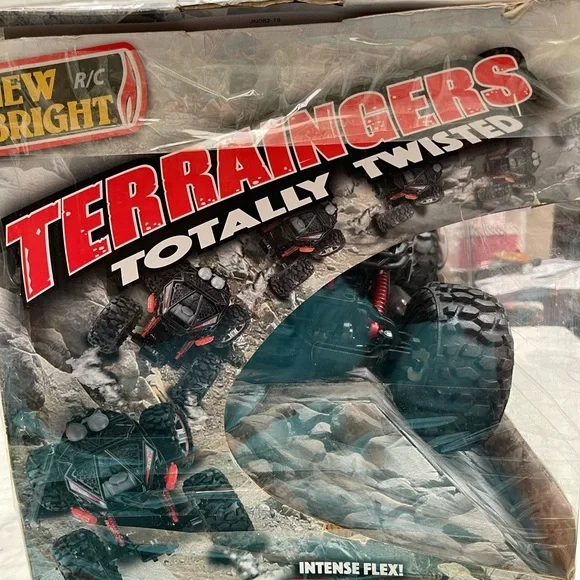 NEW R/C
BRIGHT
TERRAINGERS
TOTALLY TWISTED
INTENSE FLEX!